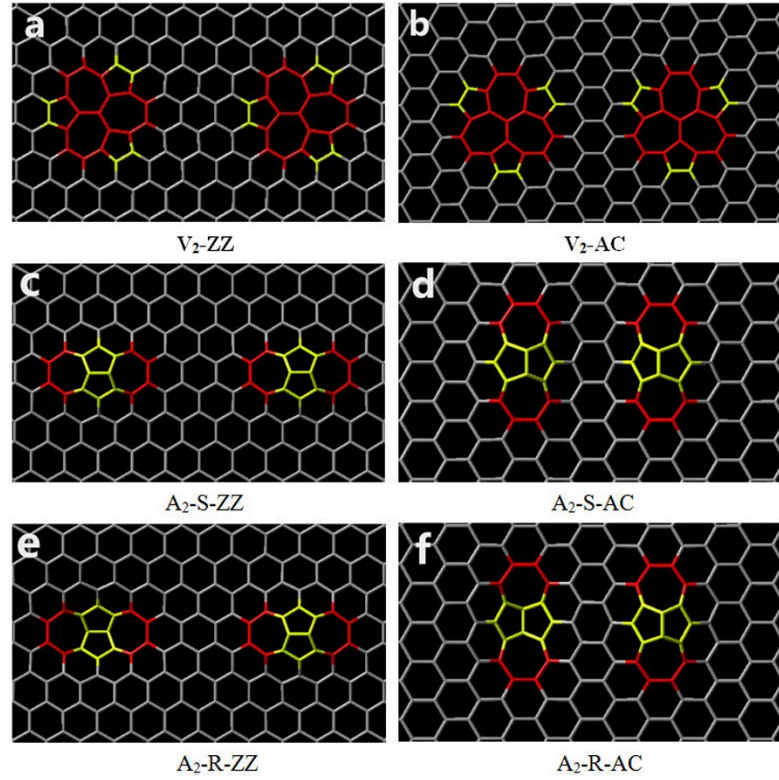 a
b
V₂-ZZ
V₂-AC
c
d
A₂-S-ZZ
A₂-S-AC
e
f
A₂-R-ZZ
A₂-R-AC